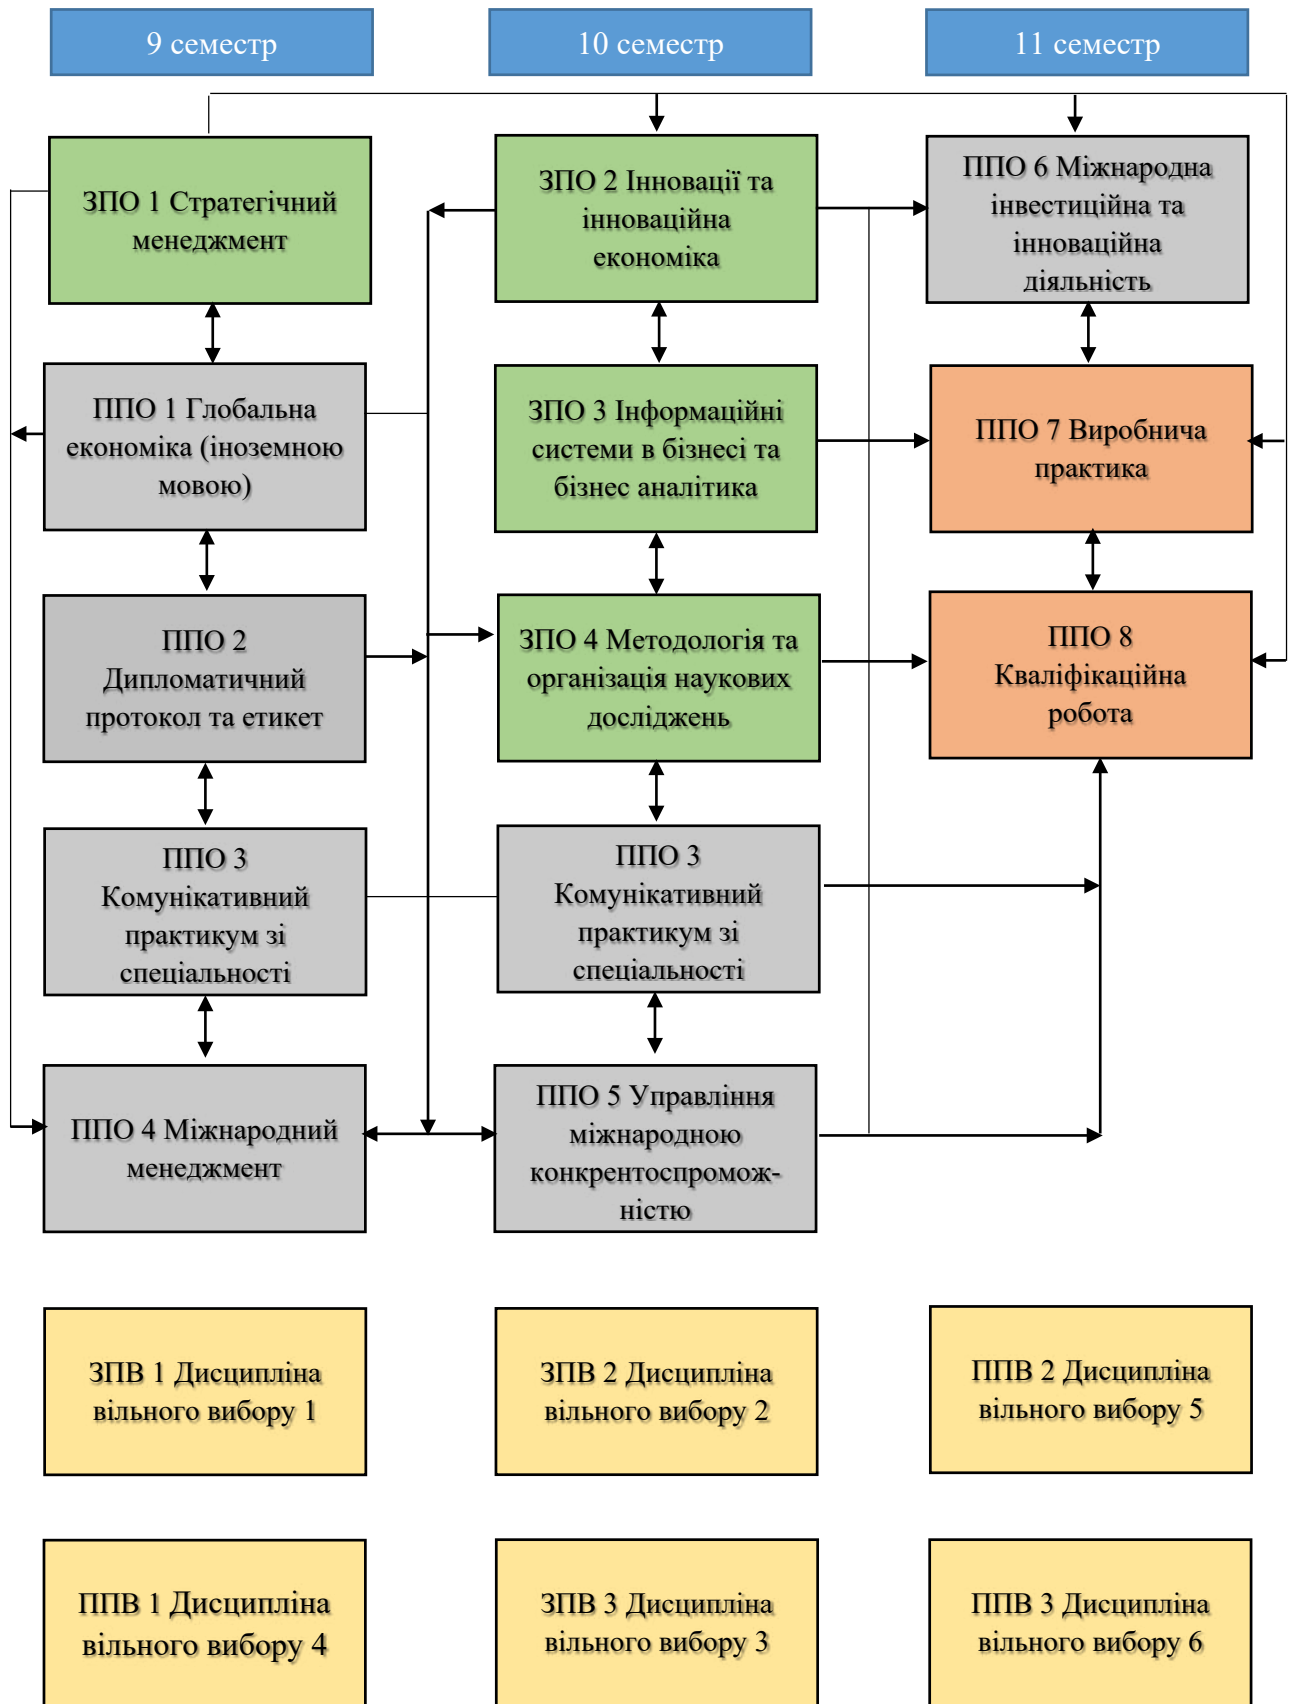 9 семестр
10 семестр
11 семестр
ЗПО 1 Стратегічний
менеджмент
ЗПО 2 Інновації та
інноваційна
економіка
ППО 6 Міжнародна
інвестиційна та
інноваційна
діяльність
ППО 1 Глобальна
економіка (іноземною
мовою)
ЗПО 3 Інформаційні
системи в бізнесі та
бізнес аналітика
ППО 7 Виробнича
практика
ППО 2
Дипломатичний
протокол та етикет
ЗПО 4 Методологія та
організація наукових
досліджень
ППО 8
Кваліфікаційна
робота
ППО 3
Комунікативний
практикум зі
спеціальності
ППО 3
Комунікативний
практикум зі
спеціальності
ППО 4 Міжнародний
менеджмент
ППО 5 Управління
міжнародною
конкрентоспромож-
ністю
ЗПВ 1 Дисципліна
вільного вибору 1
ЗПВ 2 Дисципліна
вільного вибору 2
ППВ 2 Дисципліна
вільного вибору 5
ППВ 1 Дисципліна
вільного вибору 4
ЗПВ 3 Дисципліна
вільного вибору 3
ППВ 3 Дисципліна
вільного вибору 6